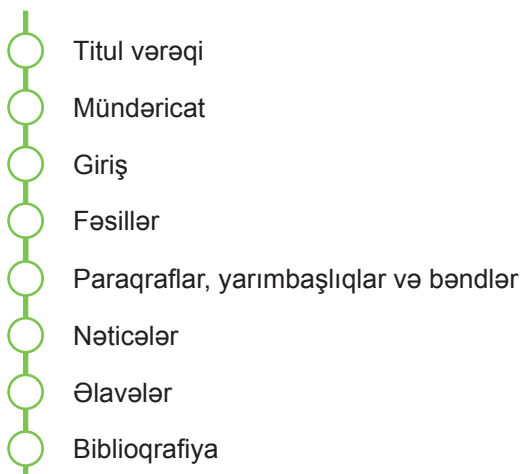 Titul vərəqi
Mündəricat
Giriş
Fəsillər
Paraqraflar, yarımbaşlıqlar və bəndlər
Nəticələr
Əlavələr
Biblioqrafiya